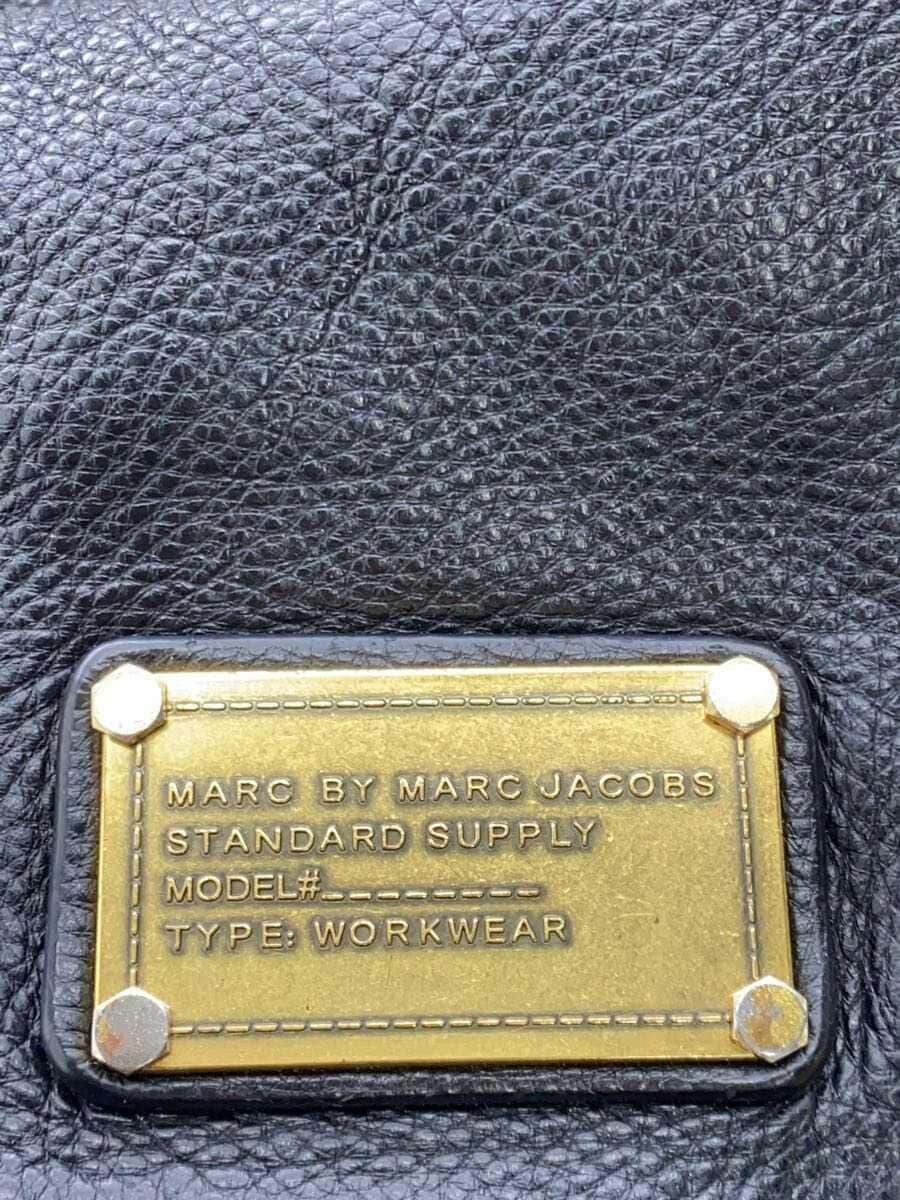 MARC BY MARC JACOBS
STANDARD SUPPLY
MODEL#_________
TYPE: WORKWEAR